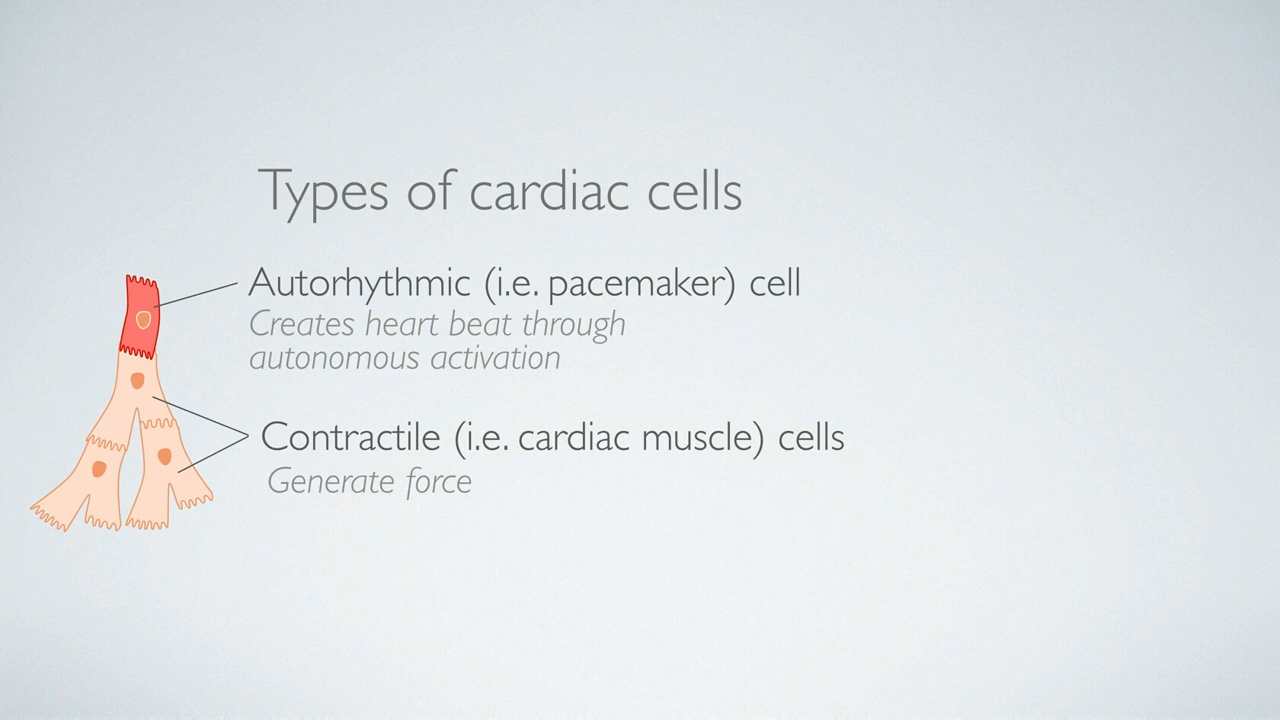 Types of cardiac cells
Autorhythmic (i.e. pacemaker) cell
Creates heart beat through
autonomous activation
Contractile (i.e. cardiac muscle) cells
Generate force